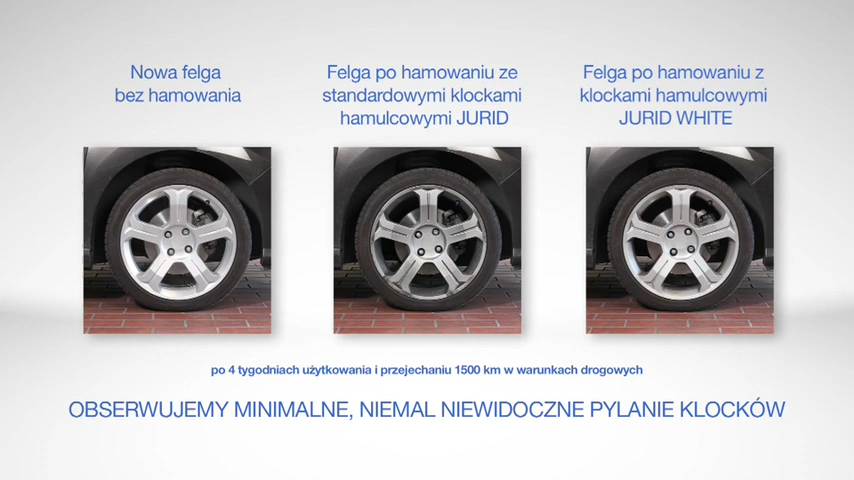 Nowa felga
bez hamowania
Felga po hamowaniu ze
standardowymi klockami
hamulcowymi JURID
Felga po hamowaniu z
klockami hamulcowymi
JURID WHITE
po 4 tygodniach użytkowania i przejechaniu 1500 km w warunkach drogowych
OBSERWUJEMY MINIMALNE, NIEMAL NIEWIDOCZNE PYLANIE KLOCKÓW